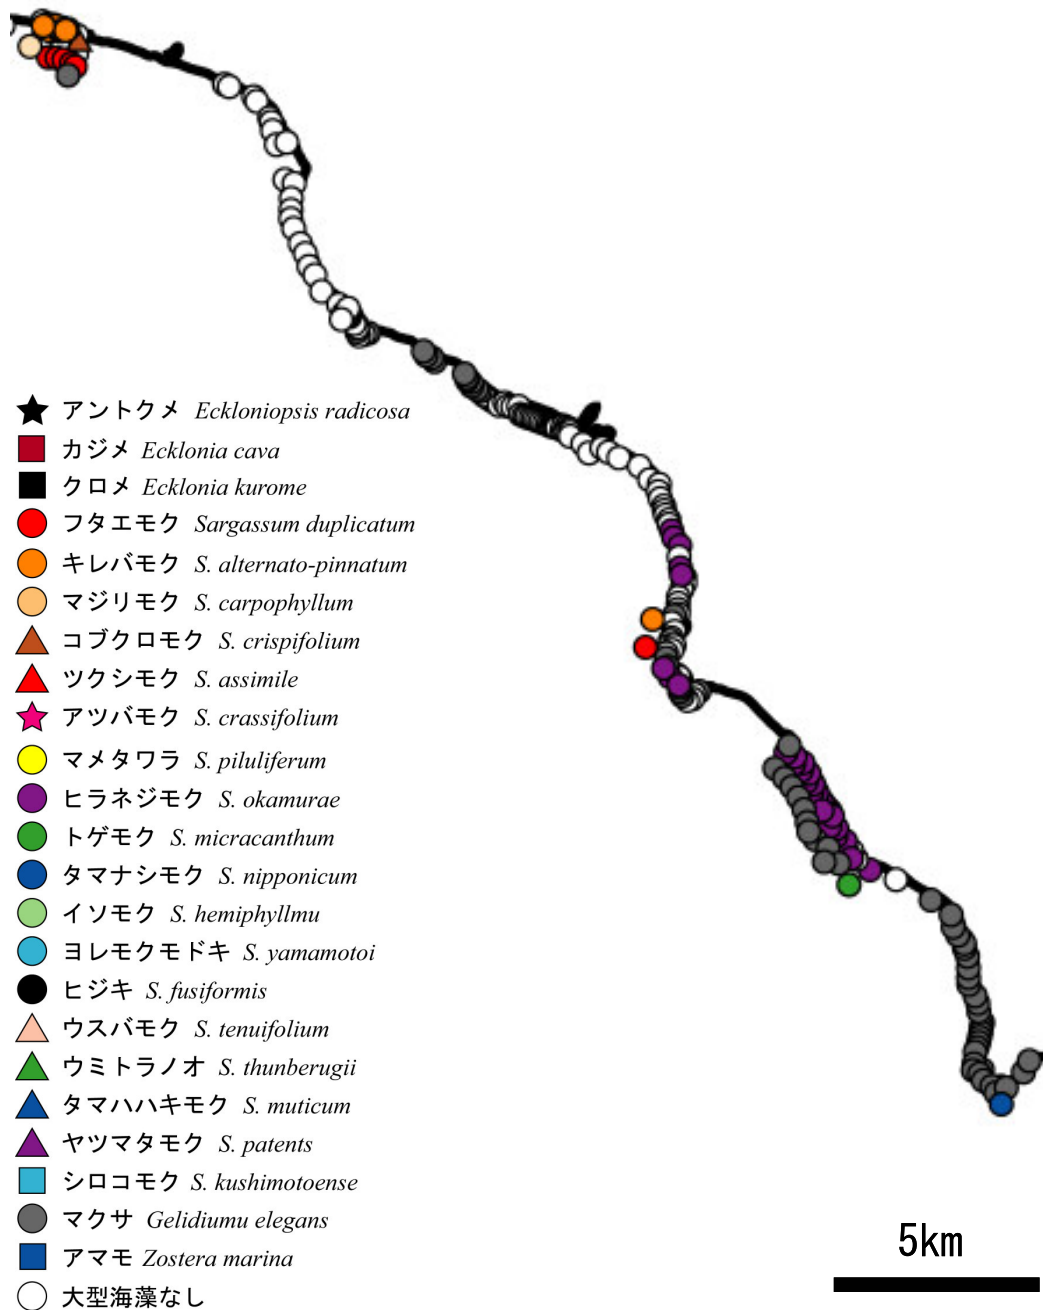 アントクメ Eckloniopsis radicosa
カジメ Ecklonia cava
クロメ Ecklonia kurome
フタエモク Sargassum duplicatum
キレバモク S. alternato-pinnatum
マジリモク S. carpophyllum
コブクロモク S. crispifolium
ツクシモク S. assimile
アツバモク S. crassifolium
マメタワラ S. piluliferum
ヒラネジモク S. okamurae
トゲモク S. micracanthum
タマナシモク S. nipponicum
イソモク S. hemiphyllmu
ヨレモクモドキ S. yamamotoi
ヒジキ S. fusiformis
ウスバモク S. tenuifolium
ウミトラノオ S. thunberugii
タマハハキモク S. muticum
ヤツマタモク S. patents
シロコモク S. kushimotoense
マクサ Gelidiumu elegans
アマモ Zostera marina
大型海藻なし
5km